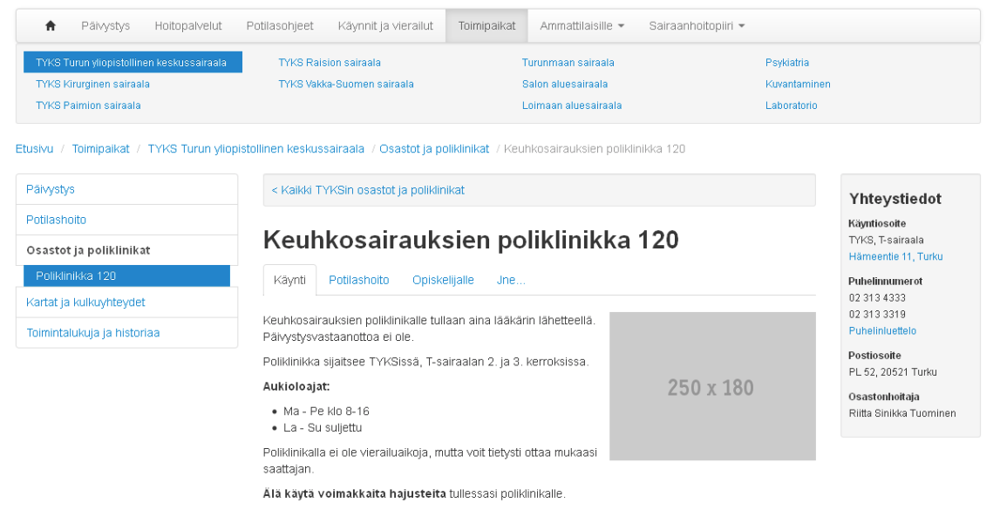 Päivystys Hoitopalvelut Potilasohjeet Käynnit ja vierailut Toimipaikat Ammattilaisille Sairaanhoitopiiri
TYKS Turun yliopistollinen keskussairaala TYKS Raision sairaala Turunmaan sairaala Psykiatria
TYKS Kirurginen sairaala TYKS Vakka-Suomen sairaala Salon aluesairaala Kuvantaminen
TYKS Paimion sairaala Loimaan aluesairaala Laboratorio
Etusivu / Toimipaikat / TYKS Turun yliopistollinen keskussairaala / Osastot ja poliklinikat / Keuhkosairauksien poliklinikka 120
Päivystys
Potilashoito
Osastot ja poliklinikat
Poliklinikka 120
Kartat ja kulkuyhteydet
Toimintalukuja ja historiaa
< Kaikki TYKSin osastot ja poliklinikat
Keuhkosairauksien poliklinikka 120
Käynti Potilashoito Opiskelijalle Jne...
Keuhkosairauksien poliklinikalle tullaan aina lääkärin lähetteellä.
Päivystysvastaanottoa ei ole.
Poliklinikka sijaitsee TYKSissä, T-sairaalan 2. ja 3. kerroksissa.
Aukioloajat:
• Ma - Pe klo 8-16
• La - Su suljettu
Poliklinikalla ei ole vierailuaikoja, mutta voit tietysti ottaa mukaasi
saattajan.
Älä käytä voimakkaita hajusteita tullessasi poliklinikalle.
250 x 180
Yhteystiedot
Käyntiosoite
TYKS, T-sairaala
Hämeentie 11, Turku
Puhelinnumerot
02 313 4333
02 313 3319
Puhelinluettelo
Postiosoite
PL 52, 20521 Turku
Osastonhoitaja
Riitta Sinikka Tuominen